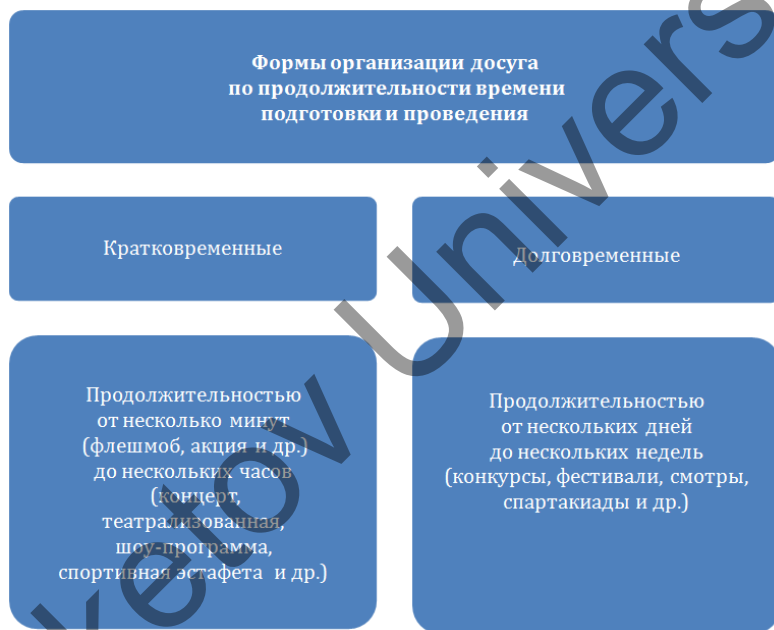 Формы организации досуга
по продолжительности времени
подготовки и проведения
Кратковременные
Долговременные
Продолжительностью
от несколько минут
(флешмоб, акция и др.)
до нескольких часов
(концерт,
театрализованная,
шоу-программа,
спортивная эстафета и др.)
Продолжительностью
от нескольких дней
до нескольких недель
(конкурсы, фестивали, смотры,
спартакиады и др.)
ketov Univers